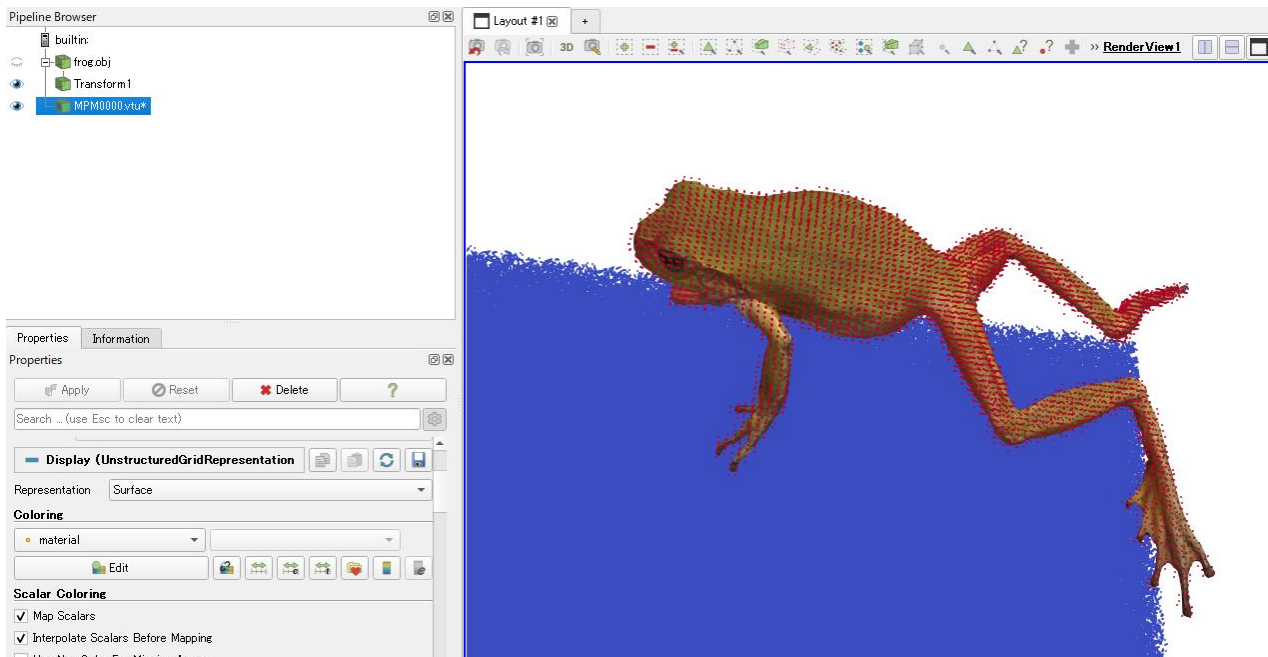 Pipeline Browser
builtin:
frog.obj
Transform1
MPM0000.vtu*
Properties
Information
Properties
Apply
Reset
Delete
?
Search ... (use Esc to clear text)
Display (UnstructuredGridRepresentation
Representation
Surface
Coloring
material
Edit
Scalar Coloring
Map Scalars
Interpolate Scalars Before Mapping
Layout #1
+
3D
RenderView1